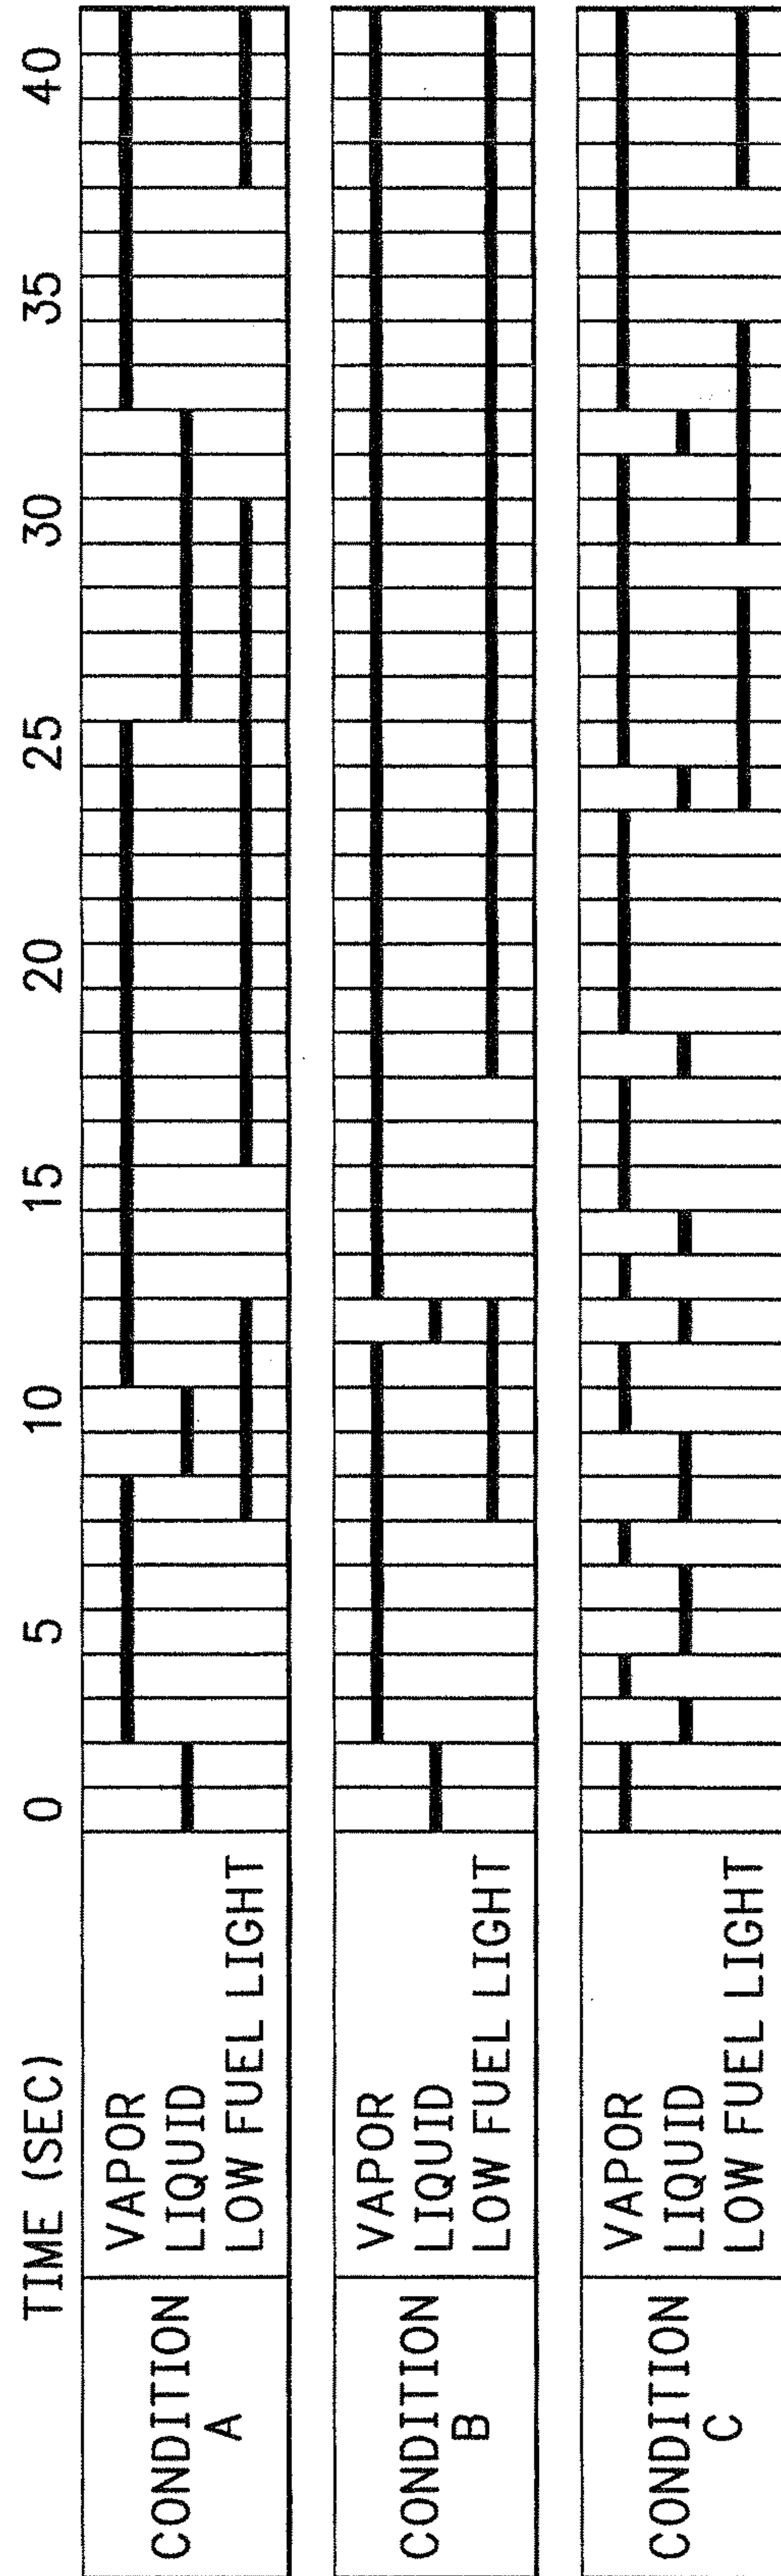 TIME (SEC) 0 5 10 15 20 25 30 35 40
CONDITION A
VAPOR
LIQUID
LOW FUEL LIGHT
CONDITION B
VAPOR
LIQUID
LOW FUEL LIGHT
CONDITION C
VAPOR
LIQUID
LOW FUEL LIGHT